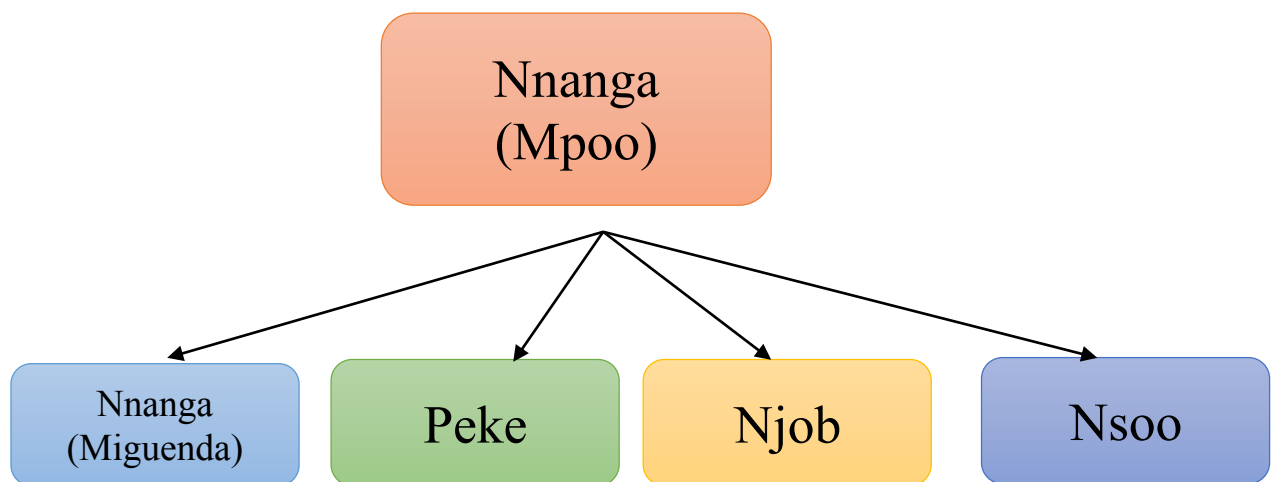 Nnanga
(Mpoo)
Nnanga
(Miguenda)
Peke
Njob
Nsoo